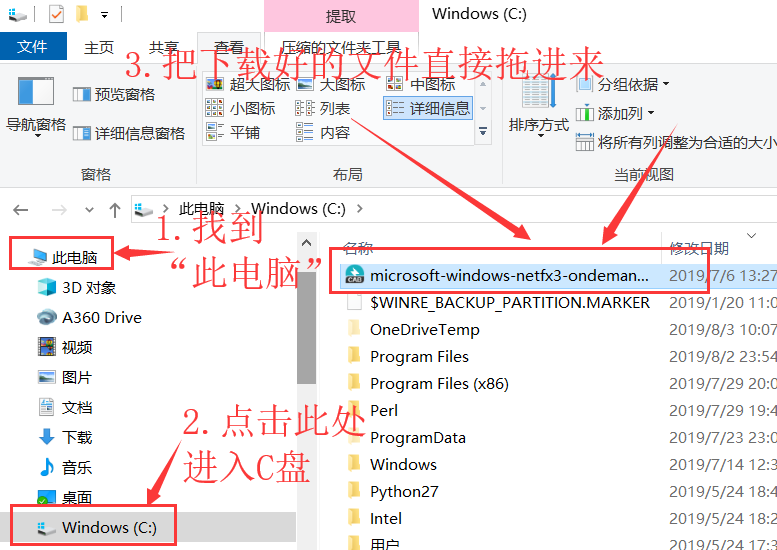 提取
Windows (C:)
文件
主页
共享
查看
压缩的文件夹工具
3.把下载好的文件直接拖进来
导航窗格
预览窗格
详细信息窗格
窗格
超大图标
大图标
中图标
小图标
列表
详细信息
平铺
内容
布局
排序方式
分组依据
添加列
将所有列调整为合适的大小
当前视图
此电脑
Windows (C:)
1.找到
“此电脑”
此电脑
3D 对象
A360 Drive
视频
图片
文档
下载
音乐
桌面
Windows (C:)
2.点击此处
进入C盘
名称
修改日期
microsoft-windows-netfx3-ondeman...
2019/7/6 13:27
$WINRE_BACKUP_PARTITION.MARKER
2019/1/20 11:0
OneDriveTemp
2019/8/3 10:07
Program Files
2019/8/2 23:54
Program Files (x86)
2019/7/29 20:0
Perl
2019/7/29 19:4
ProgramData
2019/7/23 23:0
Windows
2019/7/14 12:3
Python27
2019/5/24 18:4
Intel
2019/5/24 18:2
用户
2019/5/24 17:3